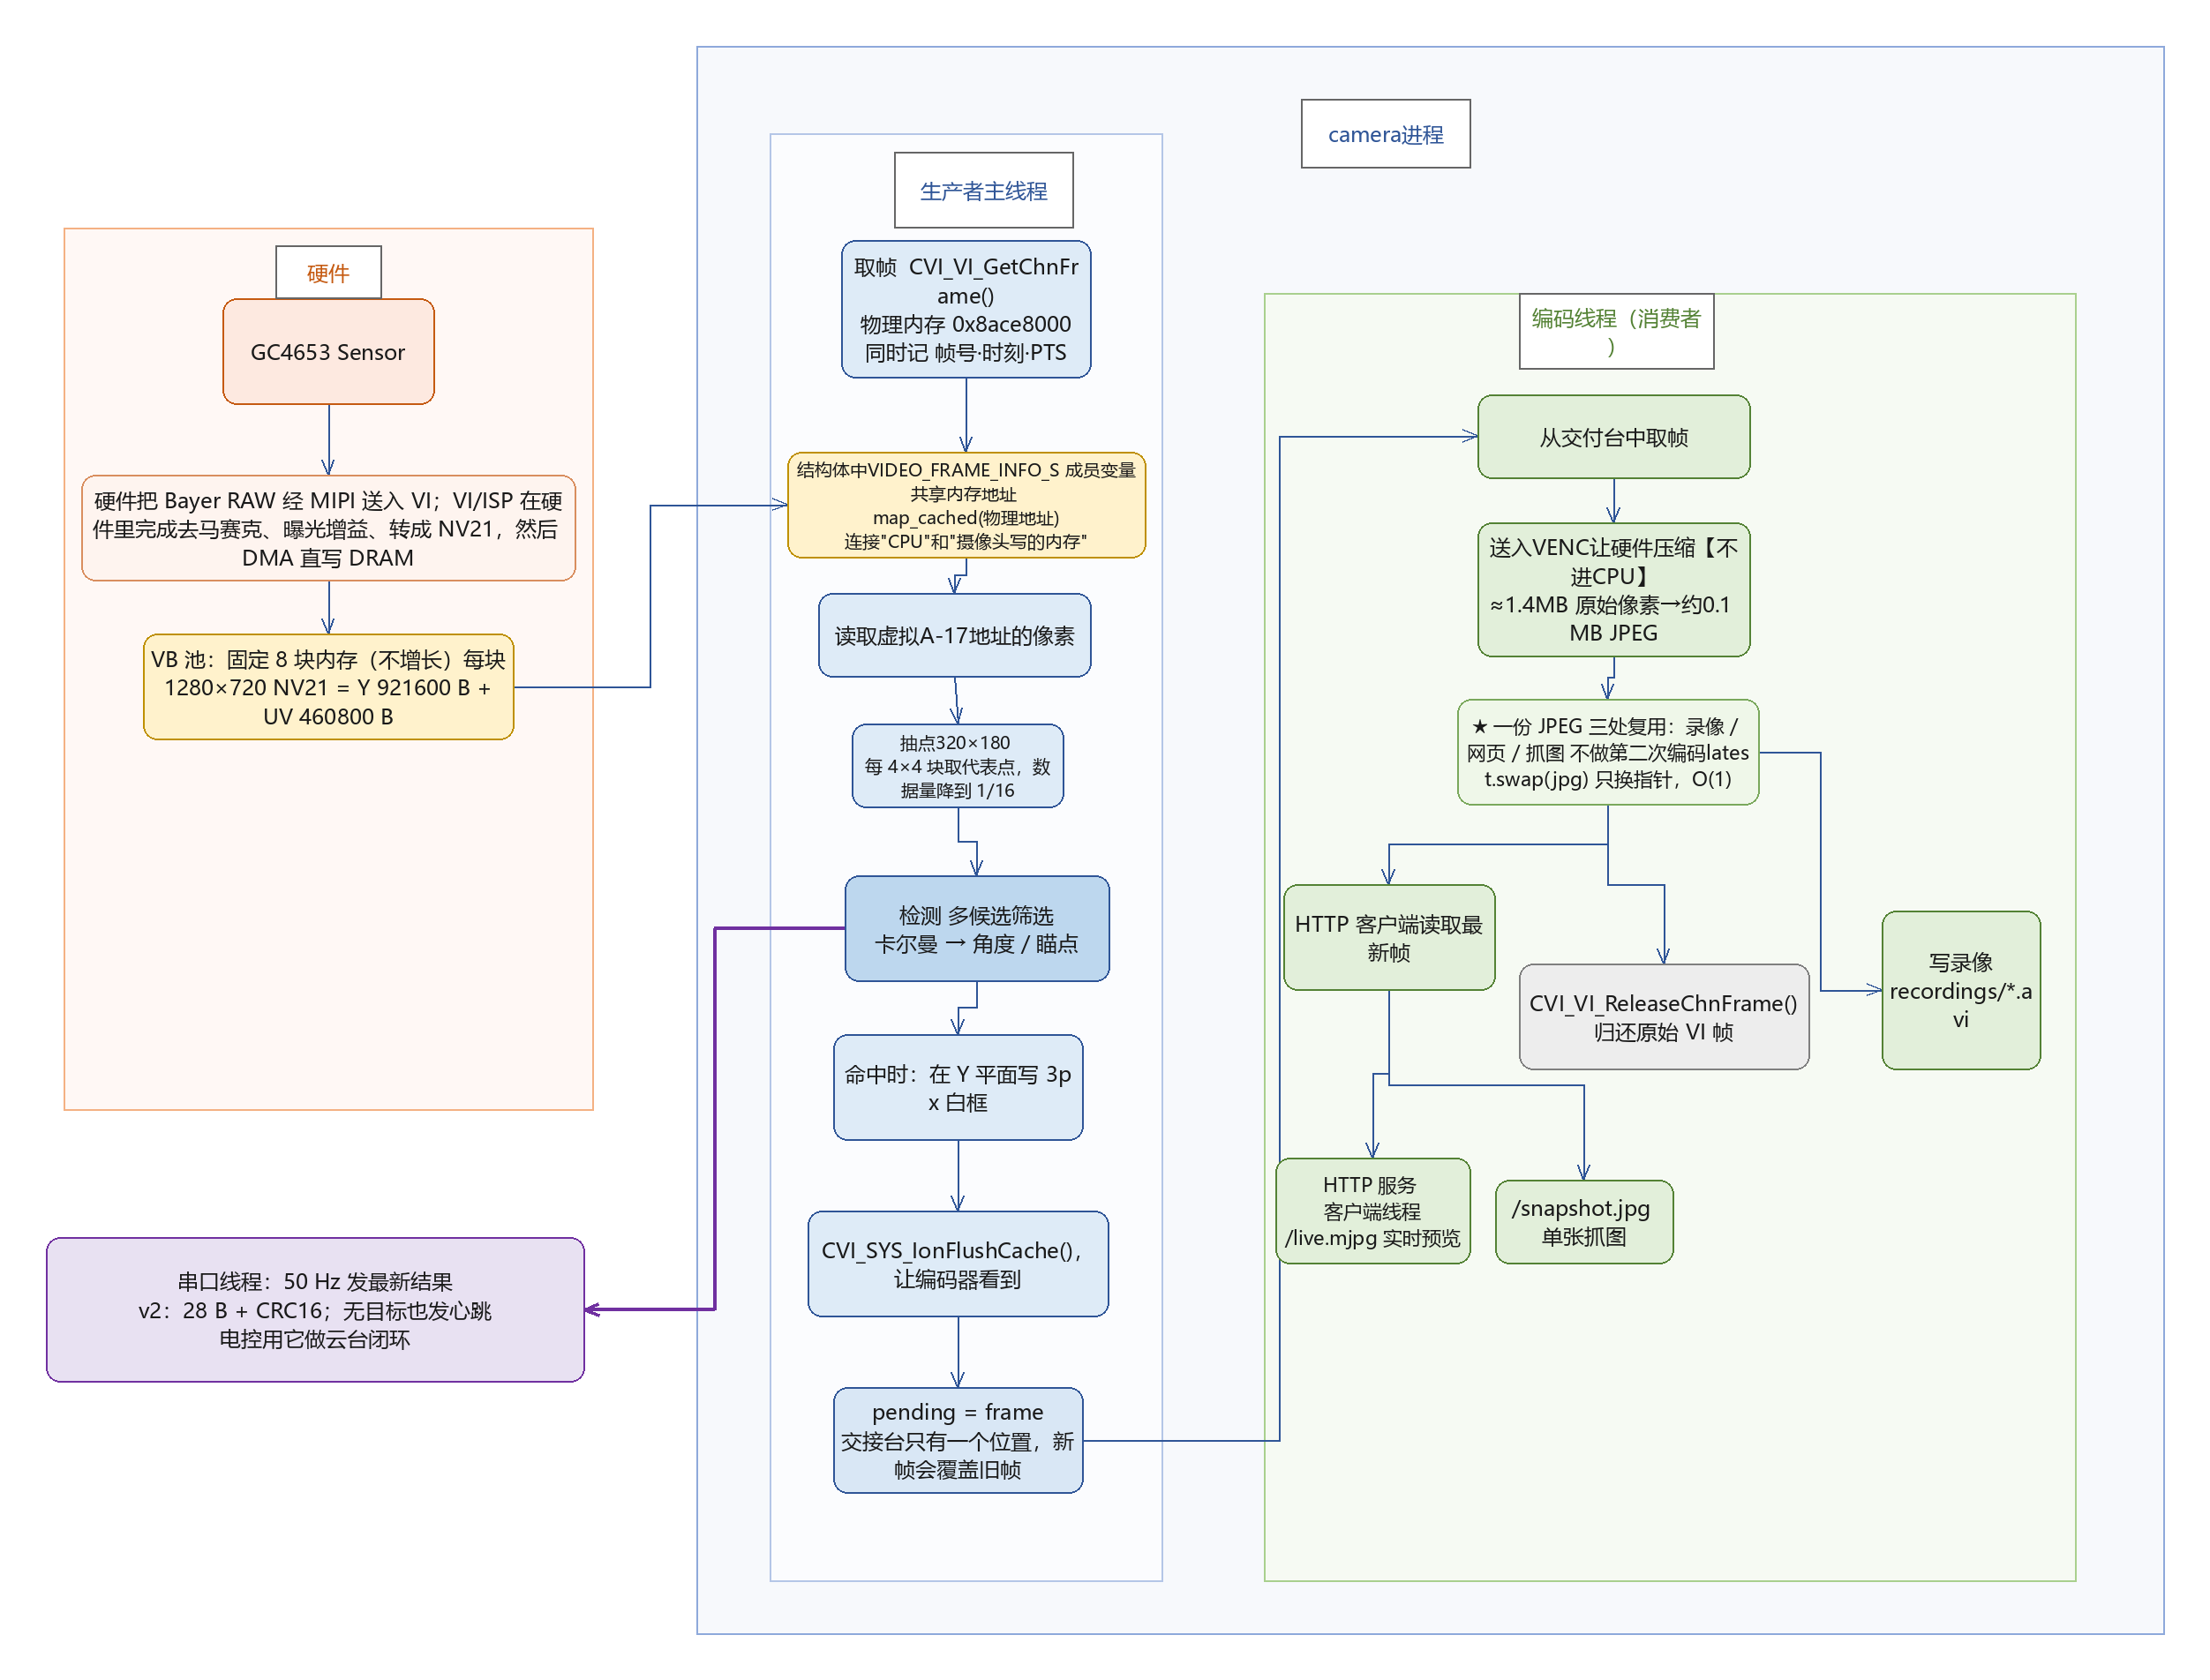 camera进程
硬件
GC4653 Sensor
硬件把 Bayer RAW 经 MIPI 送入 VI；VI/ISP 在硬
件里完成去马赛克、曝光增益、转成 NV21，然后
DMA 直写 DRAM
VB 池：固定 8 块内存（不增长）每块
1280×720 NV21 = Y 921600 B +
UV 460800 B
生产者主线程
取帧  CVI_VI_GetChnFr
ame()
物理内存 0x8ace8000
同时记 帧号·时刻·PTS
结构体中VIDEO_FRAME_INFO_S 成员变量
共享内存地址
map_cached(物理地址)
连接"CPU"和"摄像头写的内存"
读取虚拟A-17地址的像素
抽点320×180
每 4×4 块取代表点，数
据量降到 1/16
检测 多候选筛选
卡尔曼 → 角度 / 瞄点
命中时：在 Y 平面写 3p
x 白框
CVI_SYS_IonFlushCache()，
让编码器看到
pending = frame
交接台只有一个位置，新
帧会覆盖旧帧
串口线程：50 Hz 发最新结果
v2：28 B + CRC16；无目标也发心跳
电控用它做云台闭环
编码线程（消费者
）
从交付台中取帧
送入VENC让硬件压缩【不
进CPU】
≈1.4MB 原始像素→约0.1
MB JPEG
★ 一份 JPEG 三处复用：录像 /
网页 / 抓图 不做第二次编码lates
t.swap(jpg) 只换指针，O(1)
HTTP 客户端读取最
新帧
CVI_VI_ReleaseChnFrame()
归还原始 VI 帧
写录像
recordings/*.a
vi
HTTP 服务
客户端线程
/live.mjpg 实时预览
/snapshot.jpg
单张抓图